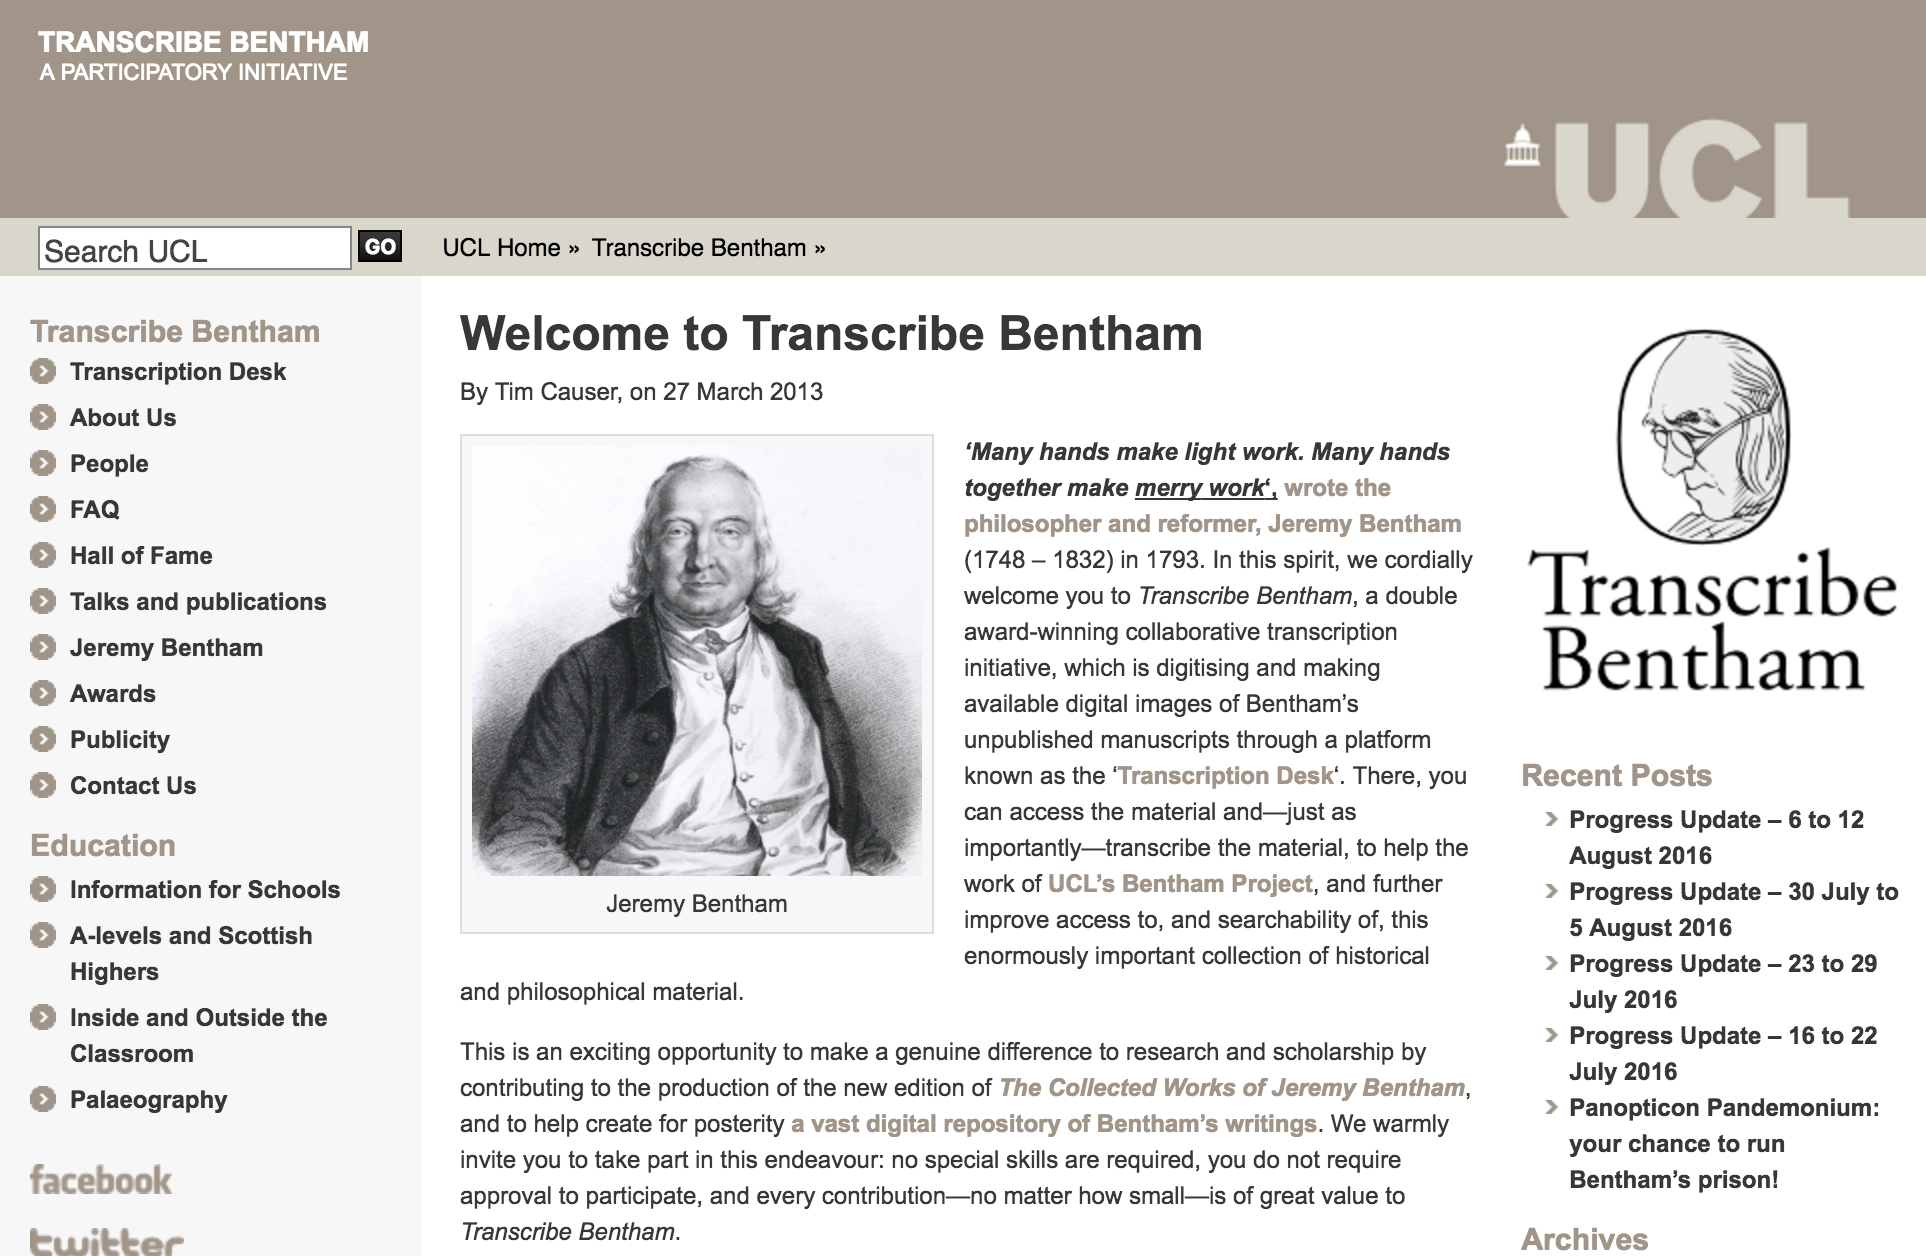 TRANSCRIBE BENTHAM
A PARTICIPATORY INITIATIVE
UCL
Search UCL
GO
UCL Home » Transcribe Bentham »
Transcribe Bentham
Transcription Desk
About Us
People
FAQ
Hall of Fame
Talks and publications
Jeremy Bentham
Awards
Publicity
Contact Us
Education
Information for Schools
A-levels and Scottish
Highers
Inside and Outside the
Classroom
Palaeography
facebook
twitter
Welcome to Transcribe Bentham
By Tim Causer, on 27 March 2013
Jeremy Bentham
‘Many hands make light work. Many hands
together make merry work‘, wrote the
philosopher and reformer, Jeremy Bentham
(1748 – 1832) in 1793. In this spirit, we cordially
welcome you to Transcribe Bentham, a double
award-winning collaborative transcription
initiative, which is digitising and making
available digital images of Bentham’s
unpublished manuscripts through a platform
known as the ‘Transcription Desk‘. There, you
can access the material and—just as
importantly—transcribe the material, to help the
work of UCL’s Bentham Project, and further
improve access to, and searchability of, this
enormously important collection of historical
and philosophical material.
This is an exciting opportunity to make a genuine difference to research and scholarship by
contributing to the production of the new edition of The Collected Works of Jeremy Bentham,
and to help create for posterity a vast digital repository of Bentham’s writings. We warmly
invite you to take part in this endeavour: no special skills are required, you do not require
approval to participate, and every contribution—no matter how small—is of great value to
Transcribe Bentham.
Transcribe
Bentham
Recent Posts
Progress Update – 6 to 12
August 2016
Progress Update – 30 July to
5 August 2016
Progress Update – 23 to 29
July 2016
Progress Update – 16 to 22
July 2016
Panopticon Pandemonium:
your chance to run
Bentham’s prison!
Archives